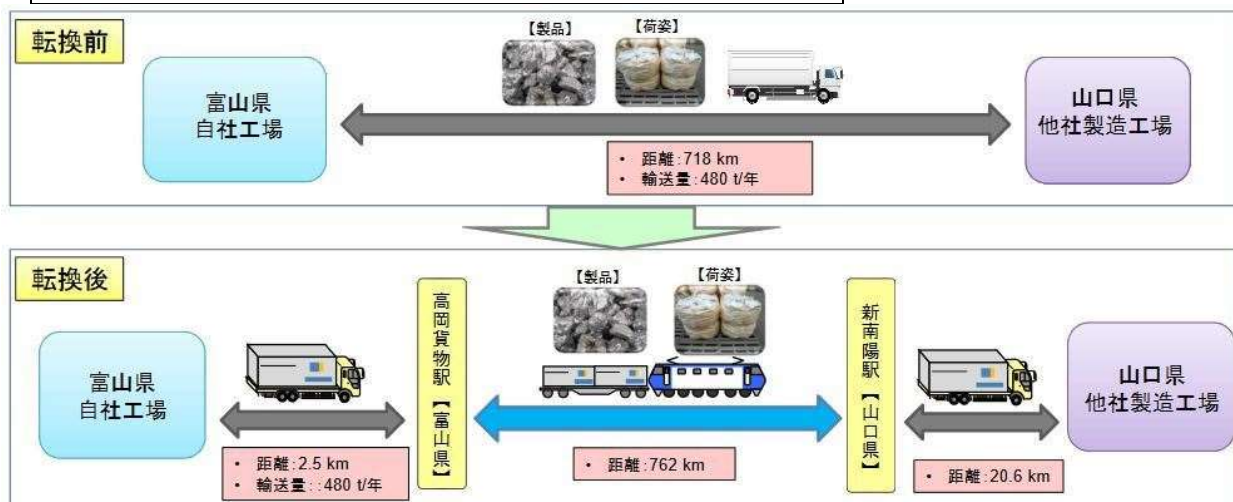 転換前
【製品】
【荷姿】
富山県
自社工場
山口県
他社製造工場
• 距離:718 km
• 輸送量:480 t/年
転換後
【製品】
【荷姿】
富山県
自社工場
高岡貨物駅【富山県】
新南陽駅【山口県】
山口県
他社製造工場
• 距離:2.5 km
• 輸送量::480 t/年
• 距離:762 km
• 距離:20.6 km